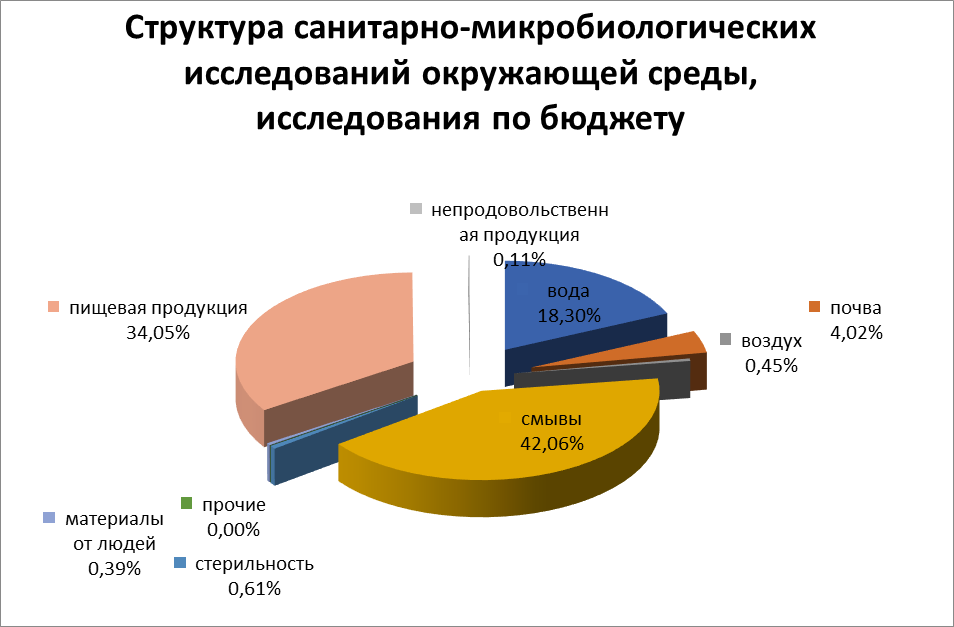 Структура санитарно-микробиологических
исследований окружающей среды,
исследования по бюджету
непродовольственн
ая продукция
0,11%
вода
18,30%
почва
4,02%
воздух
0,45%
пищевая продукция
34,05%
смывы
42,06%
прочие
0,00%
материалы
от людей
0,39%
стерильность
0,61%